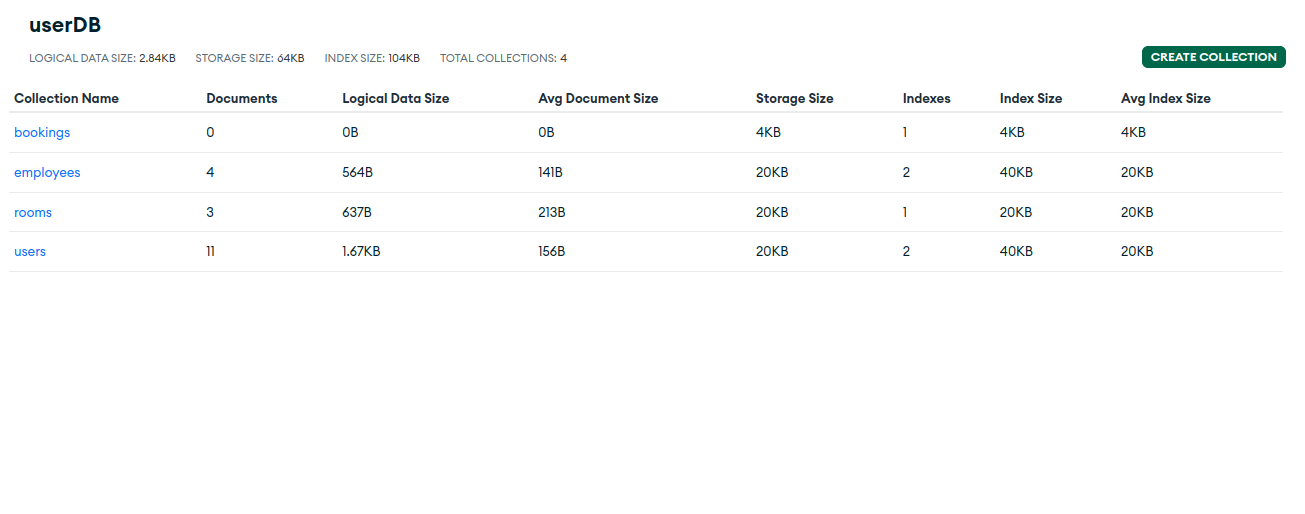 userDB
LOGICAL DATA SIZE: 2.84KB STORAGE SIZE: 64KB INDEX SIZE: 104KB TOTAL COLLECTIONS: 4 CREATE COLLECTION
Collection Name Documents Logical Data Size Avg Document Size Storage Size Indexes Index Size Avg Index Size
bookings 0 0B 0B 4KB 1 4KB 4KB
employees 4 564B 141B 20KB 2 40KB 20KB
rooms 3 637B 213B 20KB 1 20KB 20KB
users 11 1.67KB 156B 20KB 2 40KB 20KB